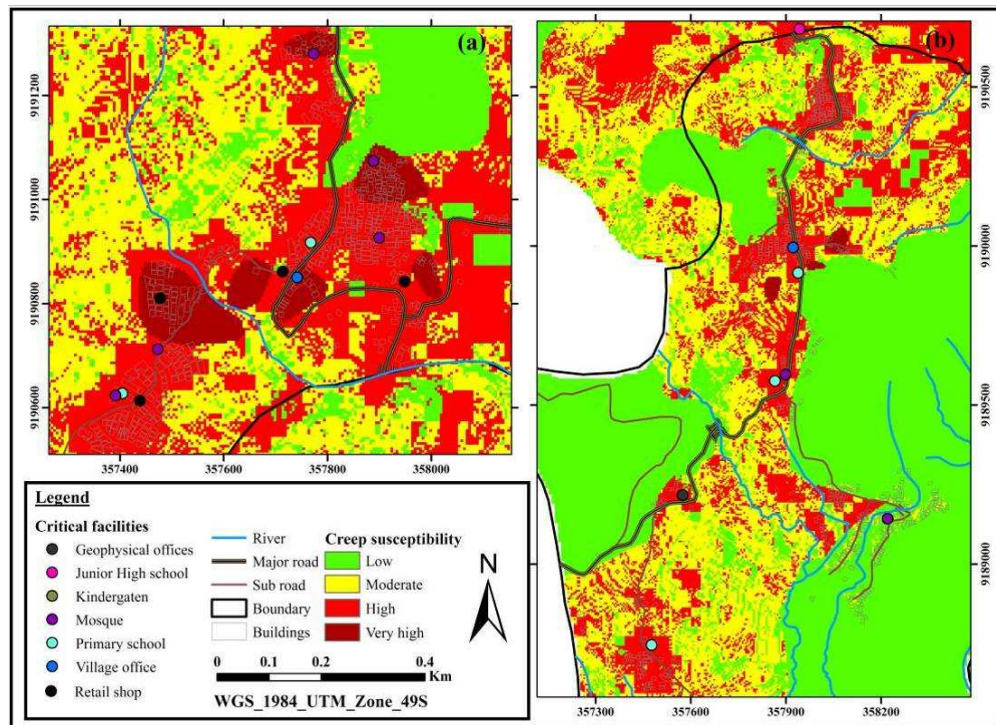 (a)
9191200
9191000
9190800
9190600
357400
357600
357800
358000
(b)
9190500
9190000
9189500
9189000
357300
357600
357900
358200
Legend
Critical facilities
Geophysical offices
Junior High school
Kindergaten
Mosque
Primary school
Village office
Retail shop
River
Major road
Sub road
Boundary
Buildings
Creep susceptibility
Low
Moderate
High
Very high
N
0 0.1 0.2 0.4
Km
WGS_1984_UTM_Zone_49S